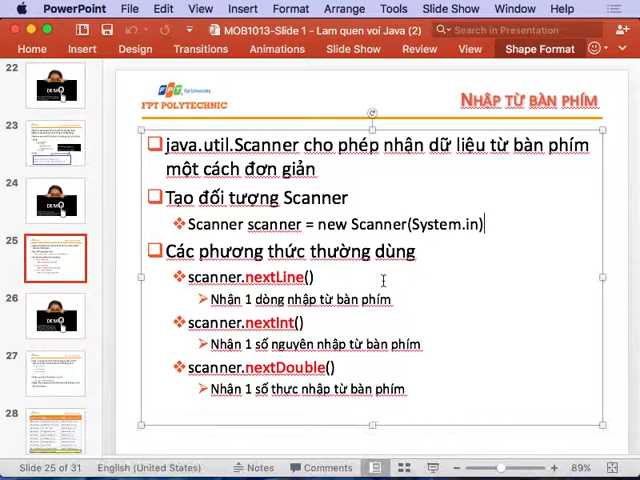 PowerPoint File Edit View Insert Format Arrange Tools Slide Show Window Help
MOB1013-Slide 1 - Lam quen voi Java (2)
Search in Presentation
Home Insert Design Transitions Animations Slide Show Review View Shape Format
22
DEMO
23
24
DEMO
25
26
DEMO
27
28
FPT University
FPT POLYTECHNIC
NHẬP TỪ BÀN PHÍM
java.util.Scanner cho phép nhận dữ liệu từ bàn phím
một cách đơn giản
Tạo đối tượng Scanner
Scanner scanner = new Scanner(System.in)
Các phương thức thường dùng
scanner.nextLine()
Nhận 1 dòng nhập từ bàn phím
scanner.nextInt()
Nhận 1 số nguyên nhập từ bàn phím
scanner.nextDouble()
Nhận 1 số thực nhập từ bàn phím
Slide 25 of 31 English (United States) Notes Comments 89%